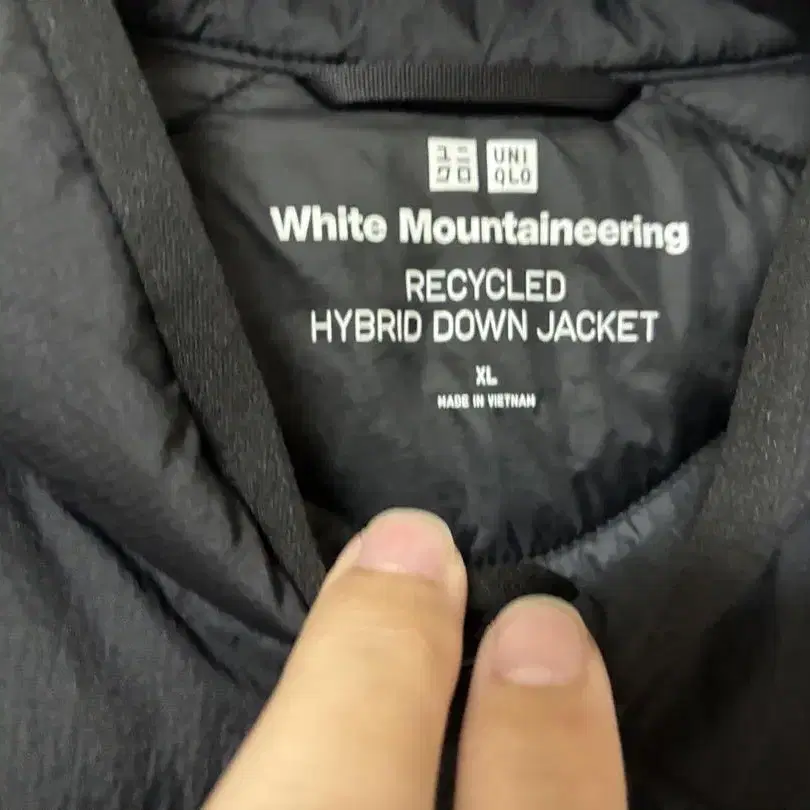 ユニ UNI
クロ QLO
White Mountaineering
RECYCLED
HYBRID DOWN JACKET
XL
MADE IN VIETNAM